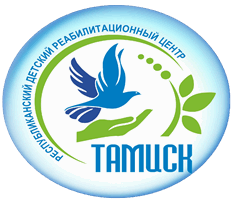 РЕСПУБЛИКАНСКИЙ ДЕТСКИЙ РЕАБИЛИТАЦИОННЫЙ ЦЕНТР
ТАМИСК